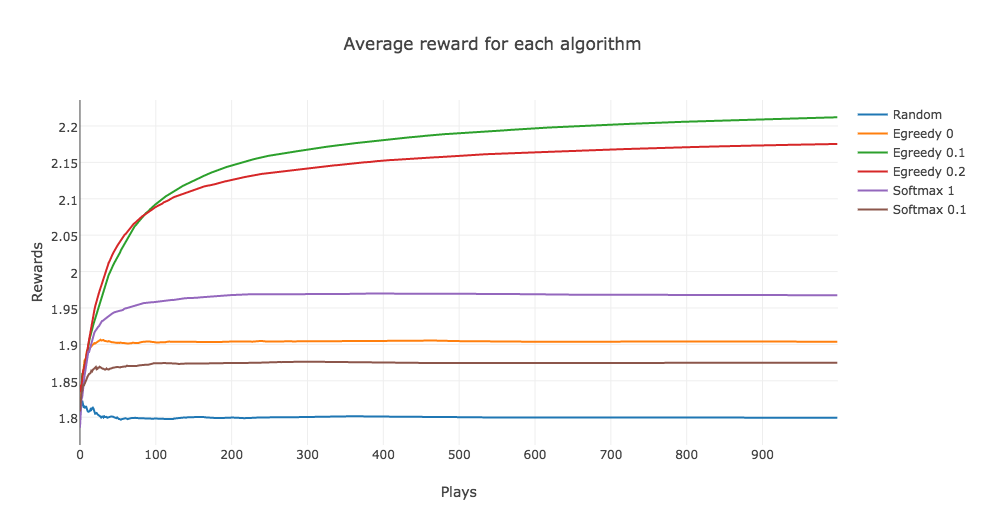 Average reward for each algorithm
Rewards
2.2
2.15
2.1
2.05
2
1.95
1.9
1.85
1.8
0 100 200 300 400 500 600 700 800 900
Plays
Random
Egreedy 0
Egreedy 0.1
Egreedy 0.2
Softmax 1
Softmax 0.1